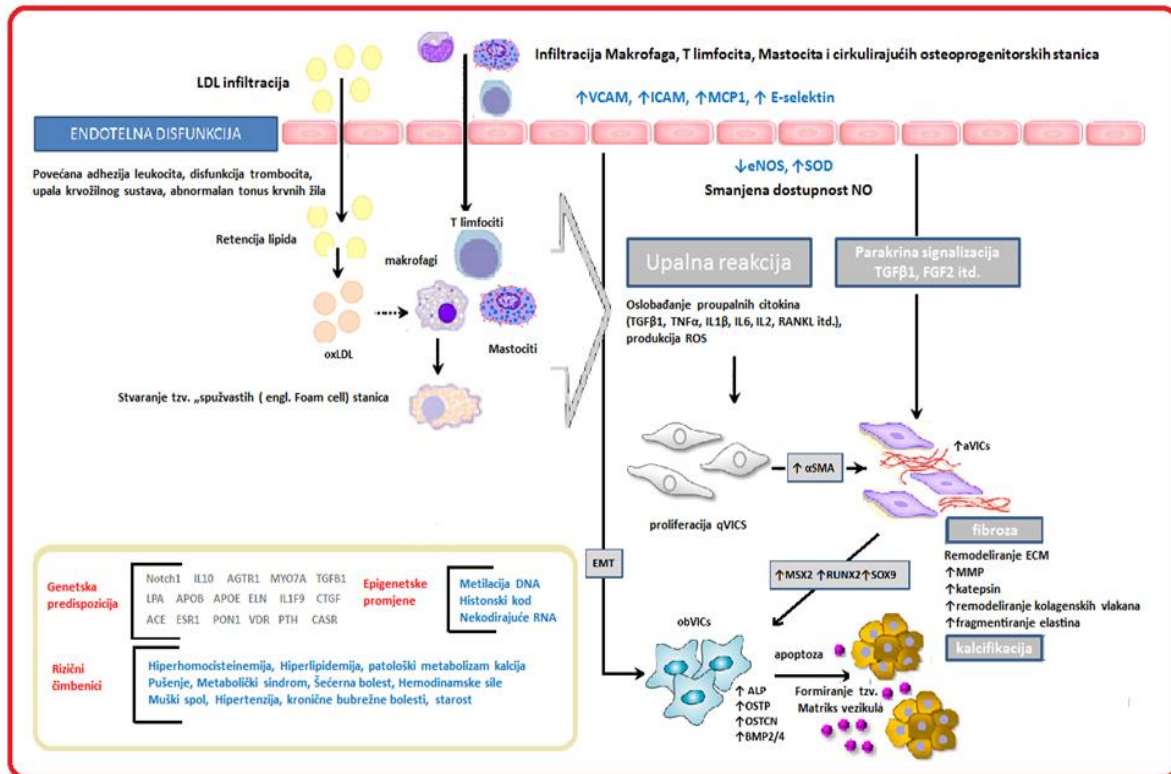 Infiltracija Makrofaga, T limfocita, Mastocita i cirkulirajućih osteoprogenitorskih stanica
LDL infiltracija
↑VCAM, ↑ICAM, ↑MCP1, ↑ E-selektin
ENDOTELNA DISFUNKCIJA
Povećana adhezija leukocita, disfunkcija trombocita,
upala krvožilnog sustava, abnormalan tonus krvnih žila
↓eNOS, ↑SOD
Smanjena dostupnost NO
T limfociti
Retencija lipida
makrofagi
Upalna reakcija
Parakrina signalizacija
TGFβ1, FGF2 itd.
Oslobađanje proupalnih citokina
(TGFβ1, TNFα, IL1β, IL6, IL2, RANKL itd.),
produkcija ROS
oxLDL
Mastociti
Stvaranje tzv. „spužvastih ( engl. Foam cell) stanica
↑aVICs
↑ αSMA
proliferacija qVICS
fibroza
Remodeliranje ECM
↑MMP
↑katepsin
↑remodeliranje kolagenskih vlakana
↑fragmentiranje elastina
kalcifikacija
EMT
↑MSX2 ↑RUNX2↑SOX9
obVICs
apoptoza
Formiranje tzv.
Matriks vezikula
↑ ALP
↑OSTP
↑OSTCN
↑BMP2/4
Genetska
predispozicija
Notch1 IL10 AGTR1 MYO7A TGFB1
LPA APOB APOE ELN IL1F9 CTGF
ACE ESR1 PON1 VDR PTH CASR
Epigenetske
promjene
Metilacija DNA
Histonski kod
Nekodirajuće RNA
Rizični
čimbenici
Hiperhomocisteinemija, Hiperlipidemija, patološki metabolizam kalcija
Pušenje, Metabolički sindrom, Šećerna bolest, Hemodinamske sile
Muški spol, Hipertenzija, kronične bubrežne bolesti, starost